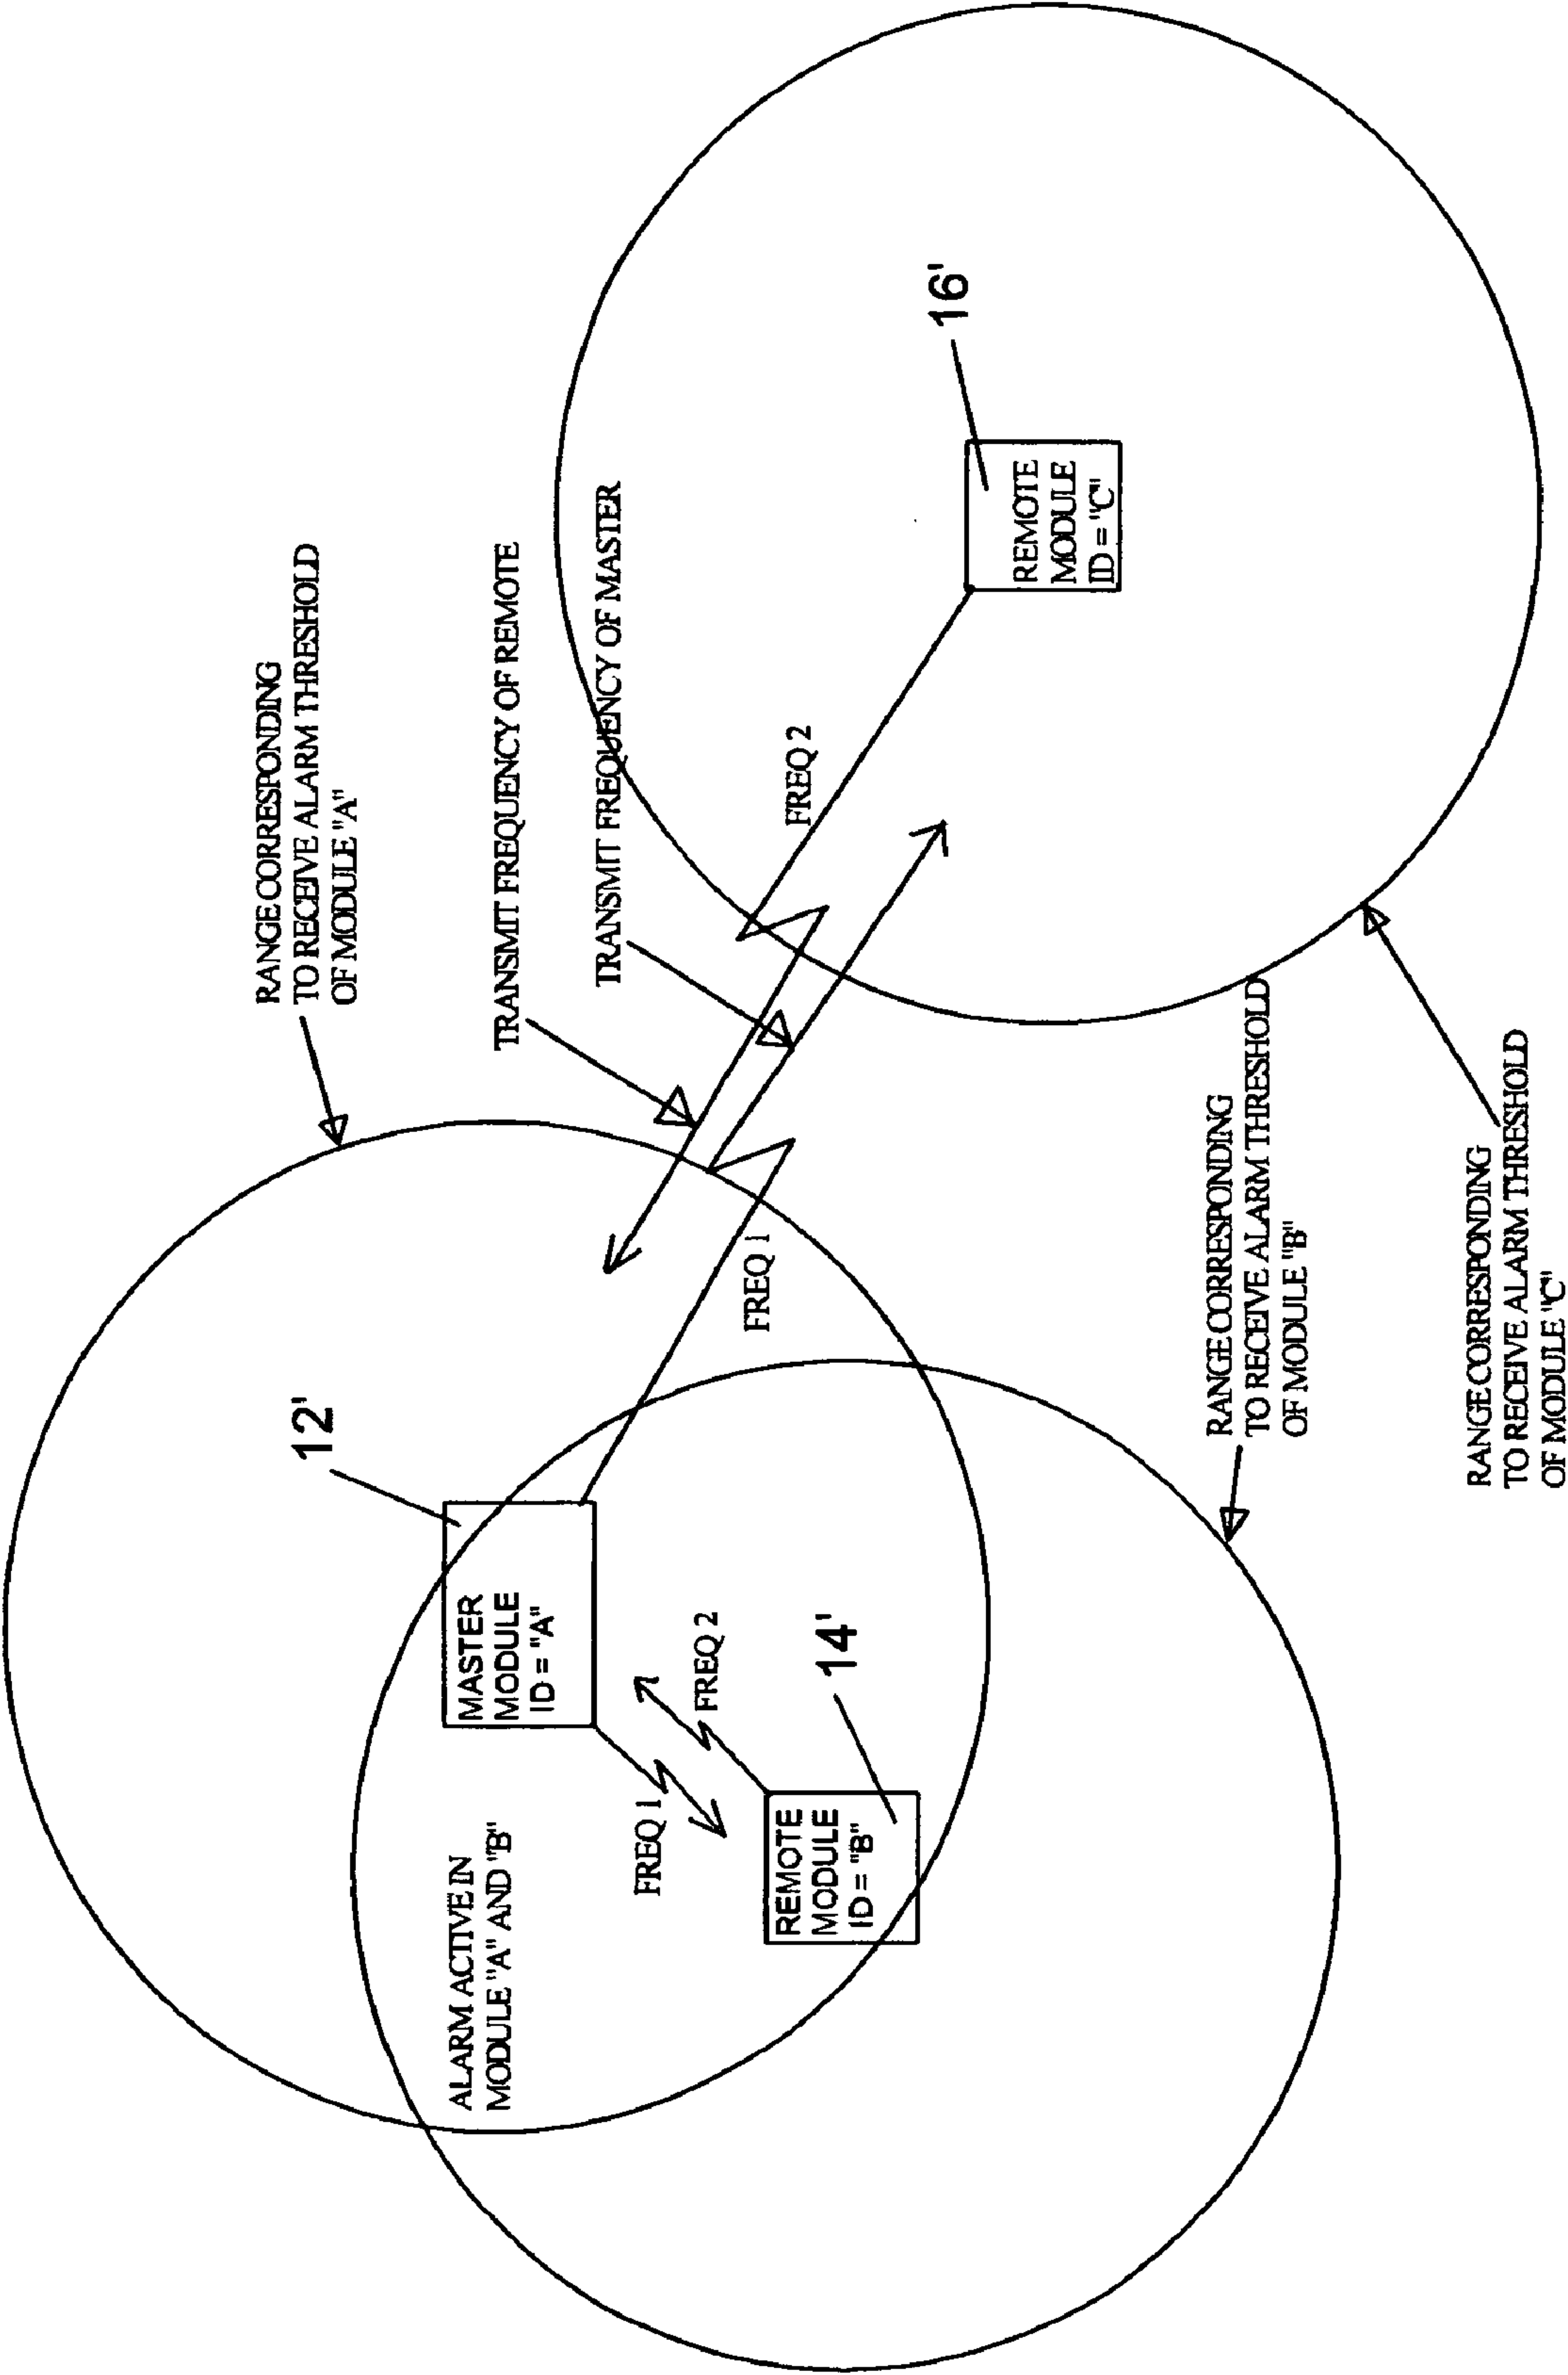 RANGE CORRESPONDING
TO RECEIVE ALARM THRESHOLD
OF MODULE "A"
12'
ALARM ACTIVE IN
MODULE "A" AND "B"
MASTER
MODULE
ID = "A"
TRANSMIT FREQUENCY OF REMOTE
TRANSMIT FREQUENCY OF MASTER
FREQ 1
FREQ 2
FREQ 1
FREQ 2
14'
REMOTE
MODULE
ID = "B"
16'
REMOTE
MODULE
ID = "C"
RANGE CORRESPONDING
TO RECEIVE ALARM THRESHOLD
OF MODULE "B"
RANGE CORRESPONDING
TO RECEIVE ALARM THRESHOLD
OF MODULE "C"